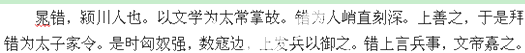 晁错，颍川人也。以文学为太常掌故。错为人峭直刻深。上善之，于是拜
错为太子家令。是时匈奴强，数寇边，上发兵以御之。错上言兵事，文帝嘉之。